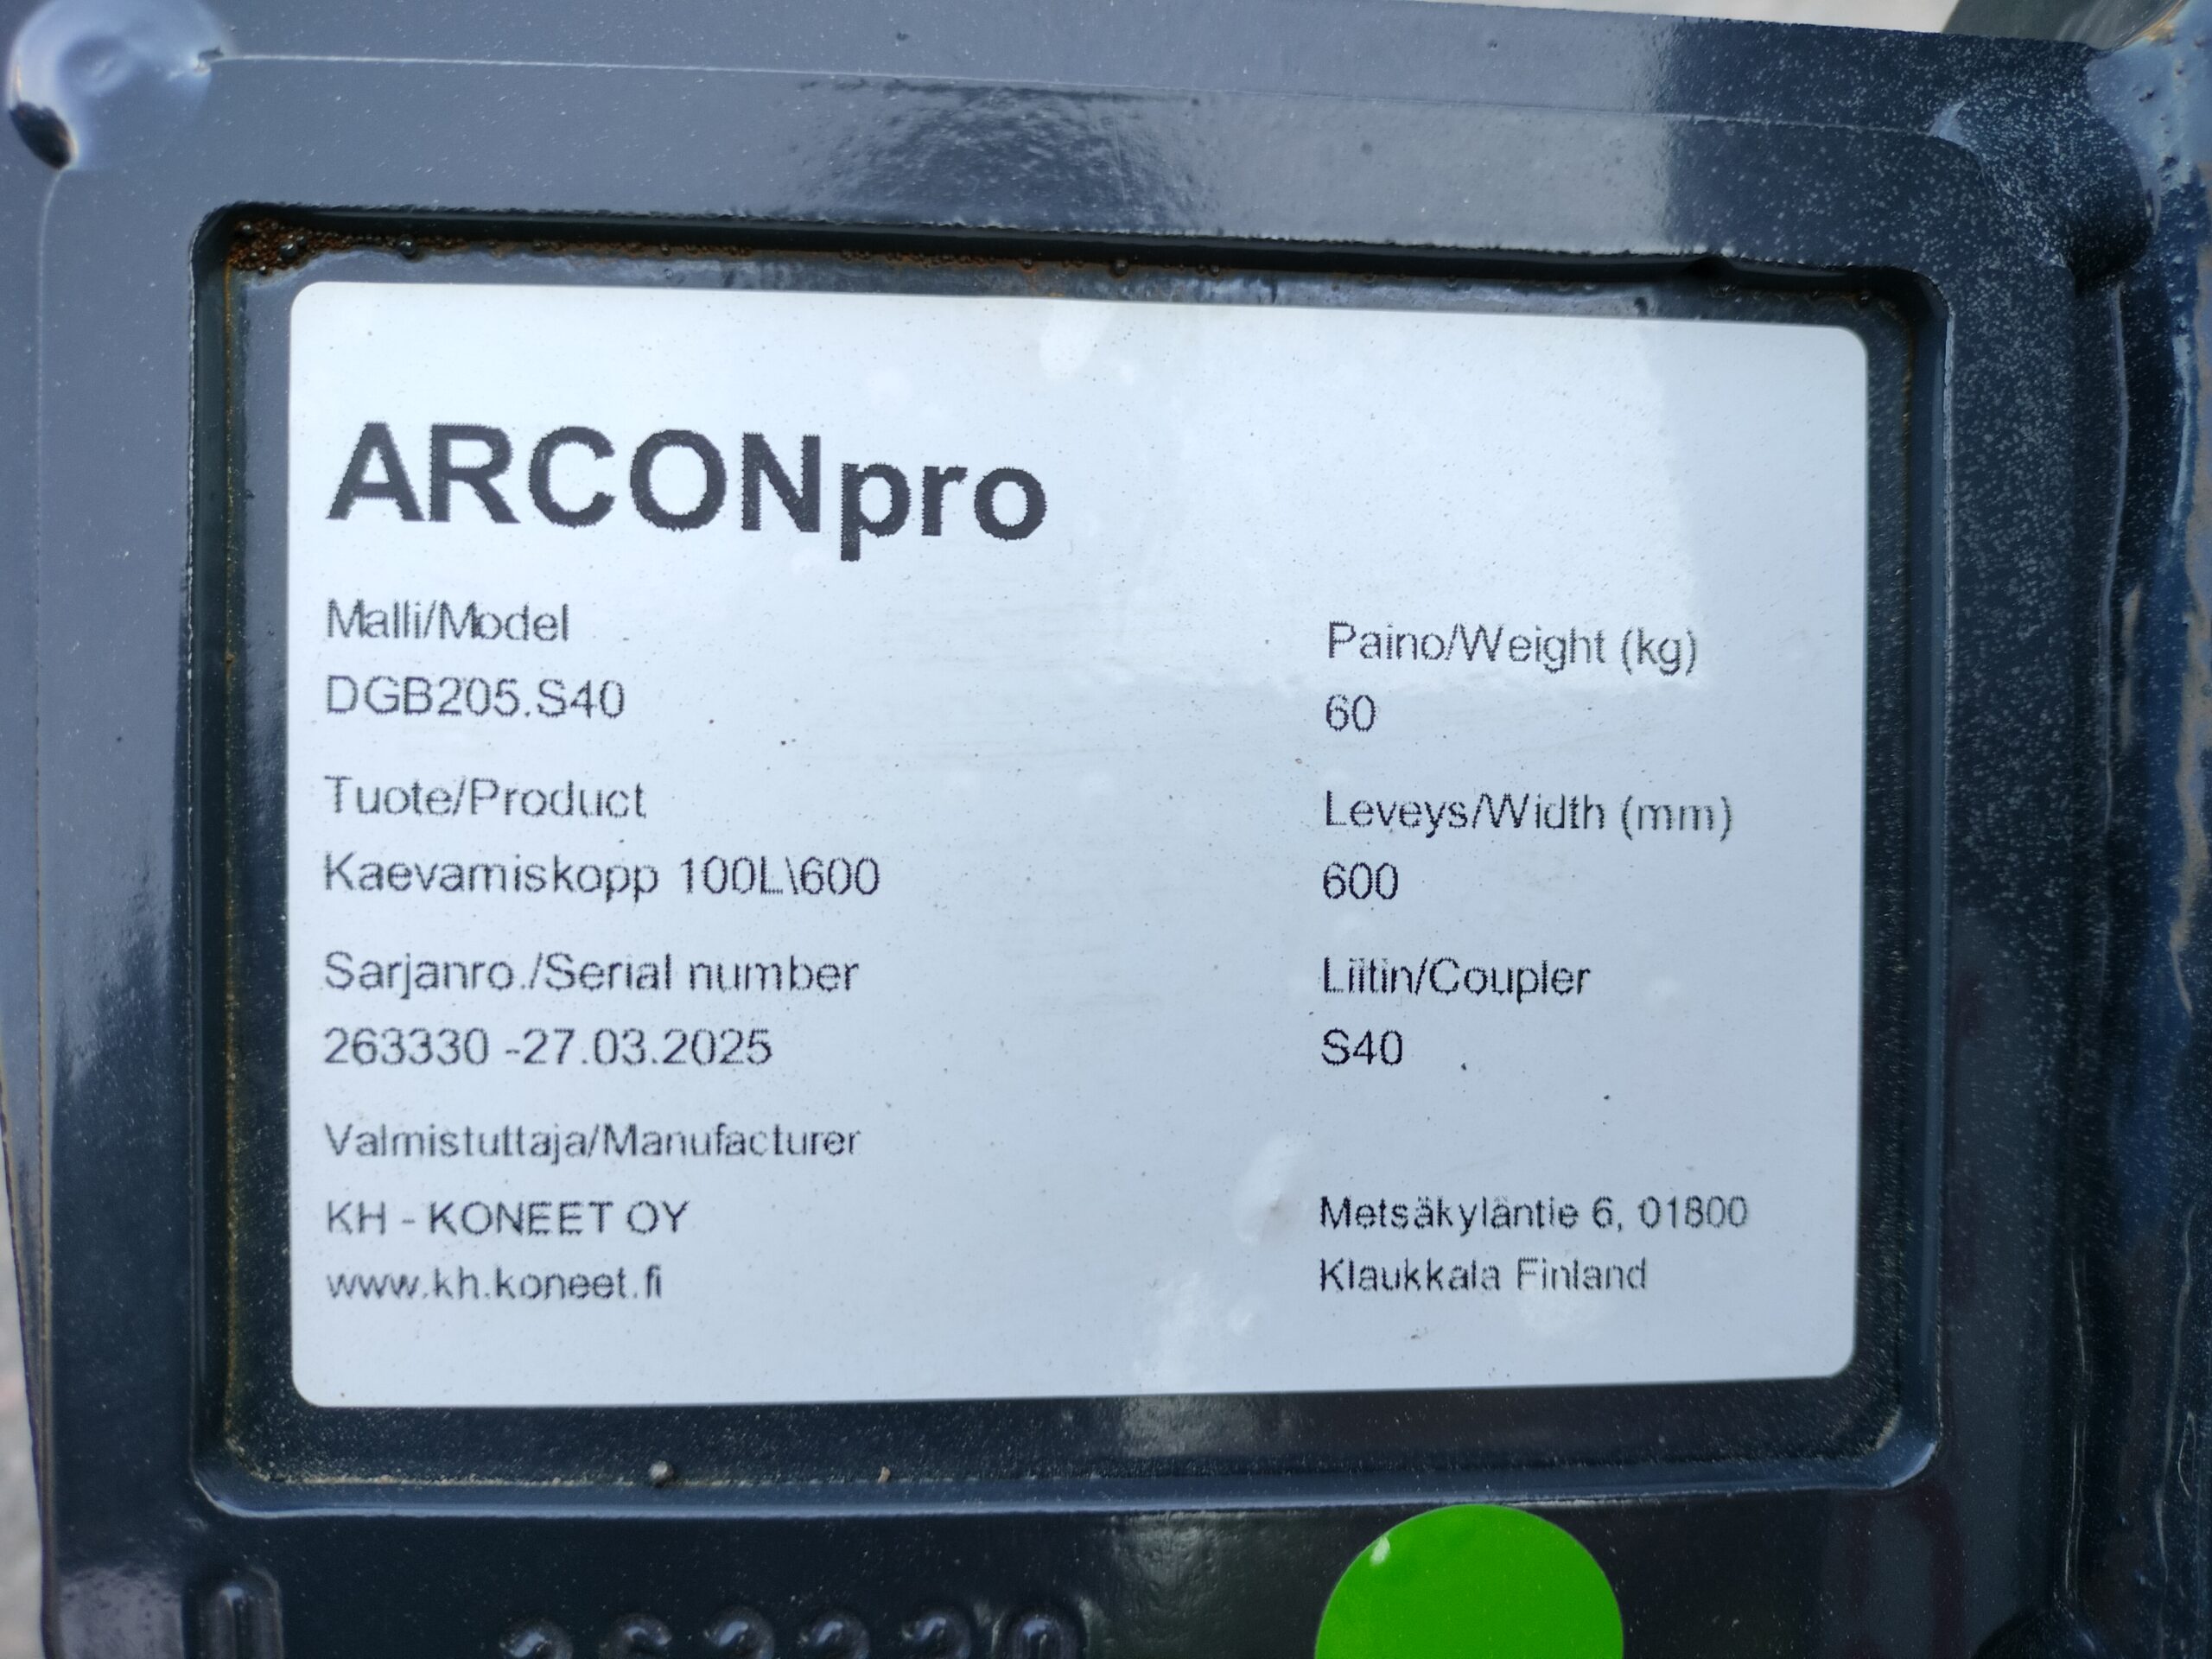 ARCONpro
Malli/Model
DGB205.S40
Tuote/Product
Kaevamiskopp 100L\600
Sarjanro./Serial number
263330 -27.03.2025
Valmistuttaja/Manufacturer
KH - KONEET OY
www.kh.koneet.fi
Paino/Weight (kg)
60
Leveys/Width (mm)
600
Liitin/Coupler
S40
Metsäkyläntie 6, 01800
Klaukkala Finland